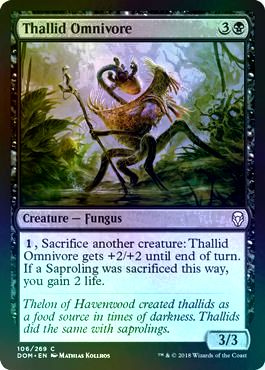 Thallid Omnivore 3
Creature — Fungus
1, Sacrifice another creature: Thallid
Omnivore gets +2/+2 until end of turn.
If a Saproling was sacrificed this way,
you gain 2 life.
Thelon of Havenwood created thallids as
a food source in times of darkness. Thallids
did the same with saprolings.
3/3
106/269 C
DOM • EN Mathias Kollros
™ & © 2018 Wizards of the Coast